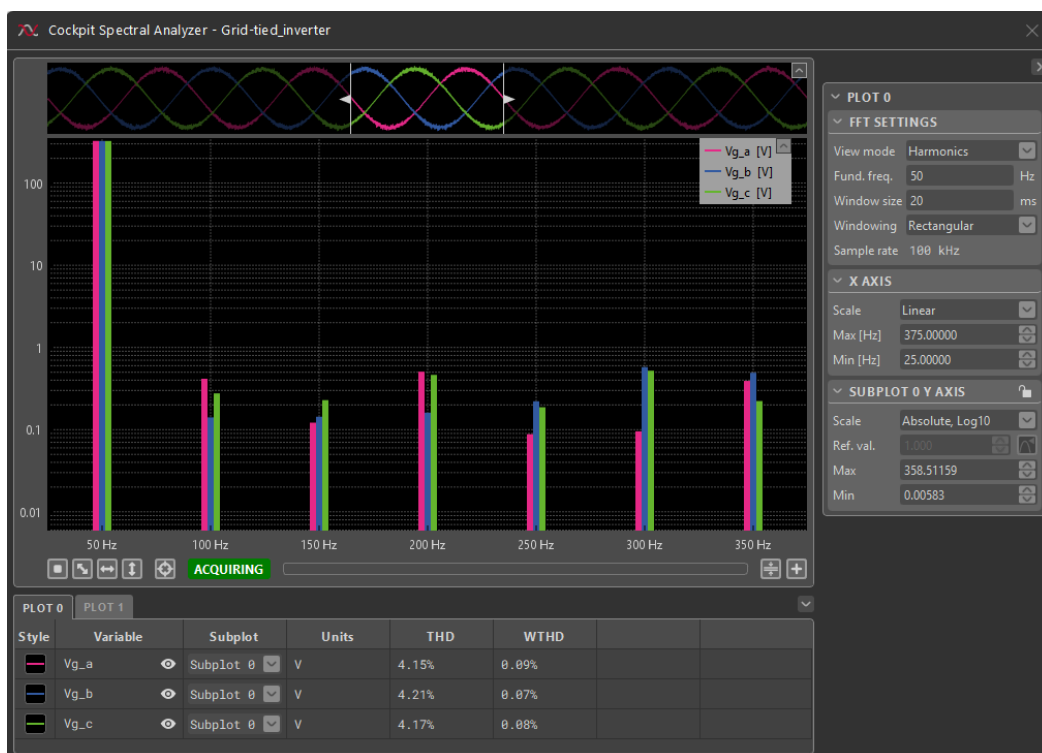 Cockpit Spectral Analyzer - Grid-tied_inverter
Vg_a [V]
Vg_b [V]
Vg_c [V]
100
10
1
0.1
0.01
50 Hz 100 Hz 150 Hz 200 Hz 250 Hz 300 Hz 350 Hz
ACQUIRING
PLOT 0
FFT SETTINGS
View mode Harmonics
Fund. freq. 50 Hz
Window size 20 ms
Windowing Rectangular
Sample rate 100 kHz
X AXIS
Scale Linear
Max [Hz] 375.00000
Min [Hz] 25.00000
SUBPLOT 0 Y AXIS
Scale Absolute, Log10
Ref. val. 1.000
Max 358.51159
Min 0.00583
PLOT 0 PLOT 1
Style Variable Subplot Units THD WTHD
Vg_a Subplot 0 V 4.15% 0.09%
Vg_b Subplot 0 V 4.21% 0.07%
Vg_c Subplot 0 V 4.17% 0.08%